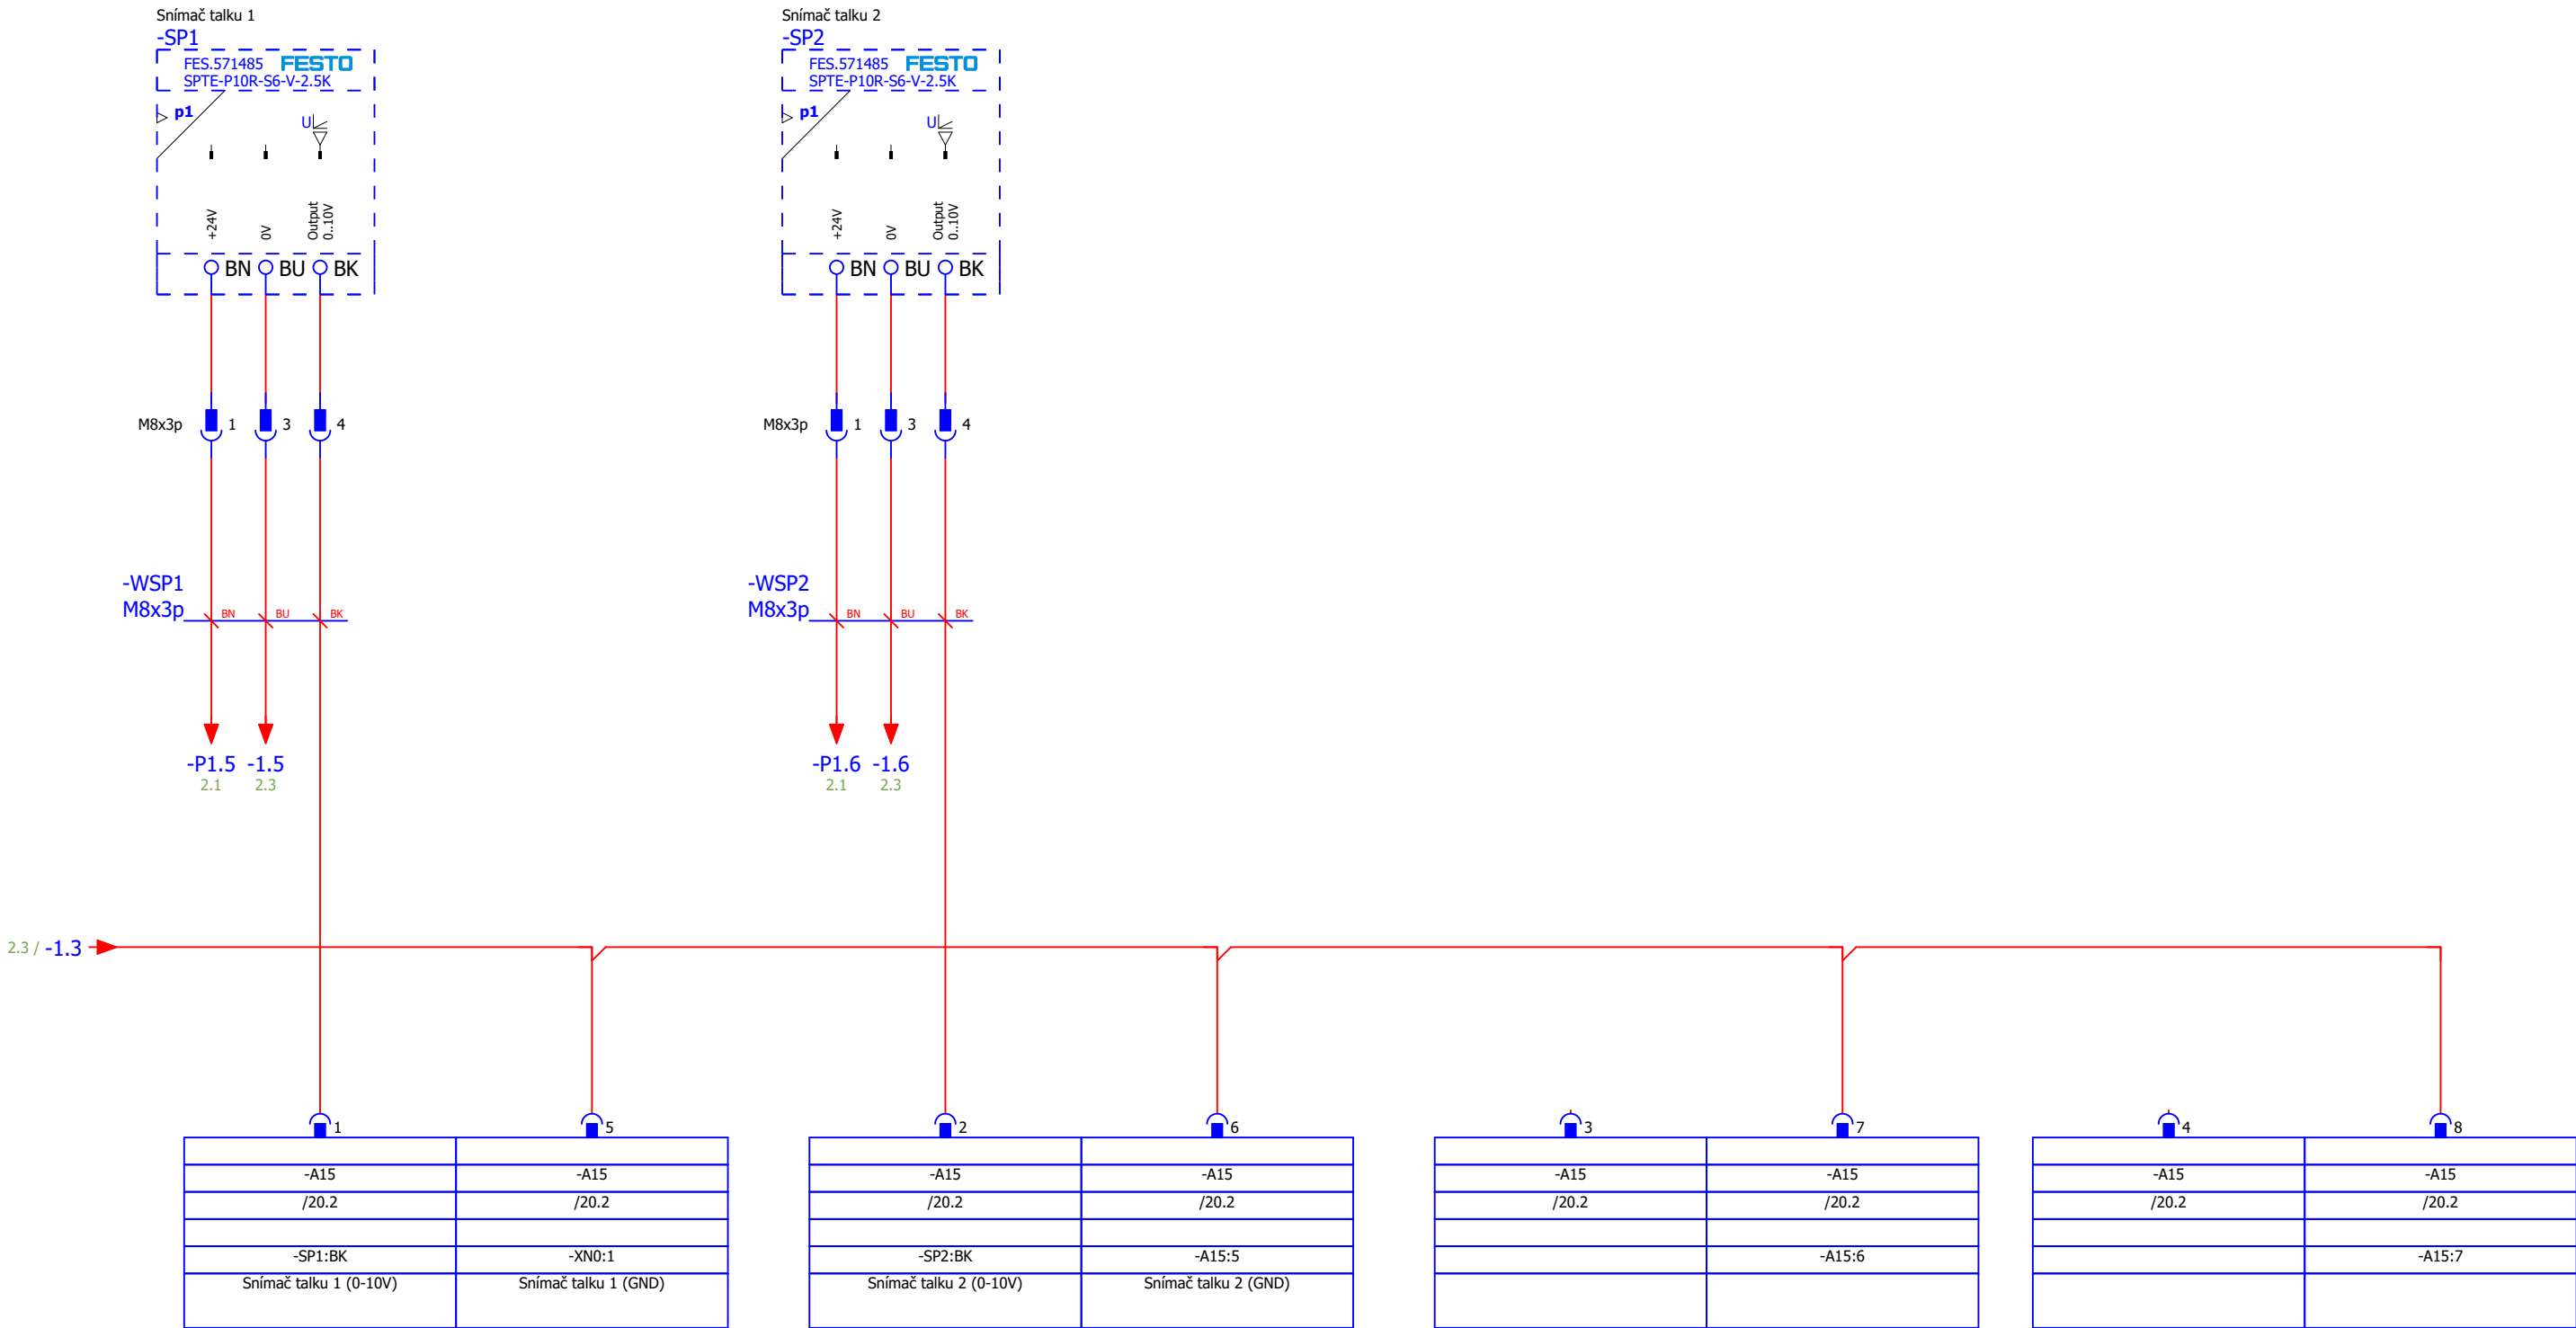 Snímač talku 1
-SP1
FES.571485 FESTO
SPTE-P10R-S6-V-2.5K
p1
U
+24V
0V
Output
0..10V
BN BU BK
M8x3p 1 3 4
-WSP1
M8x3p BN BU BK
-P1.5 -1.5
2.1 2.3
Snímač talku 2
-SP2
FES.571485 FESTO
SPTE-P10R-S6-V-2.5K
p1
U
+24V
0V
Output
0..10V
BN BU BK
M8x3p 1 3 4
-WSP2
M8x3p BN BU BK
-P1.6 -1.6
2.1 2.3
2.3 / -1.3
1 5 2 6 3 7 4 8
-A15 -A15 -A15 -A15 -A15 -A15 -A15 -A15
/20.2 /20.2 /20.2 /20.2 /20.2 /20.2 /20.2 /20.2
-SP1:BK -XN0:1 -SP2:BK -A15:5 -A15:6 -A15:7
Snímač talku 1 (0-10V) Snímač talku 1 (GND) Snímač talku 2 (0-10V) Snímač talku 2 (GND)